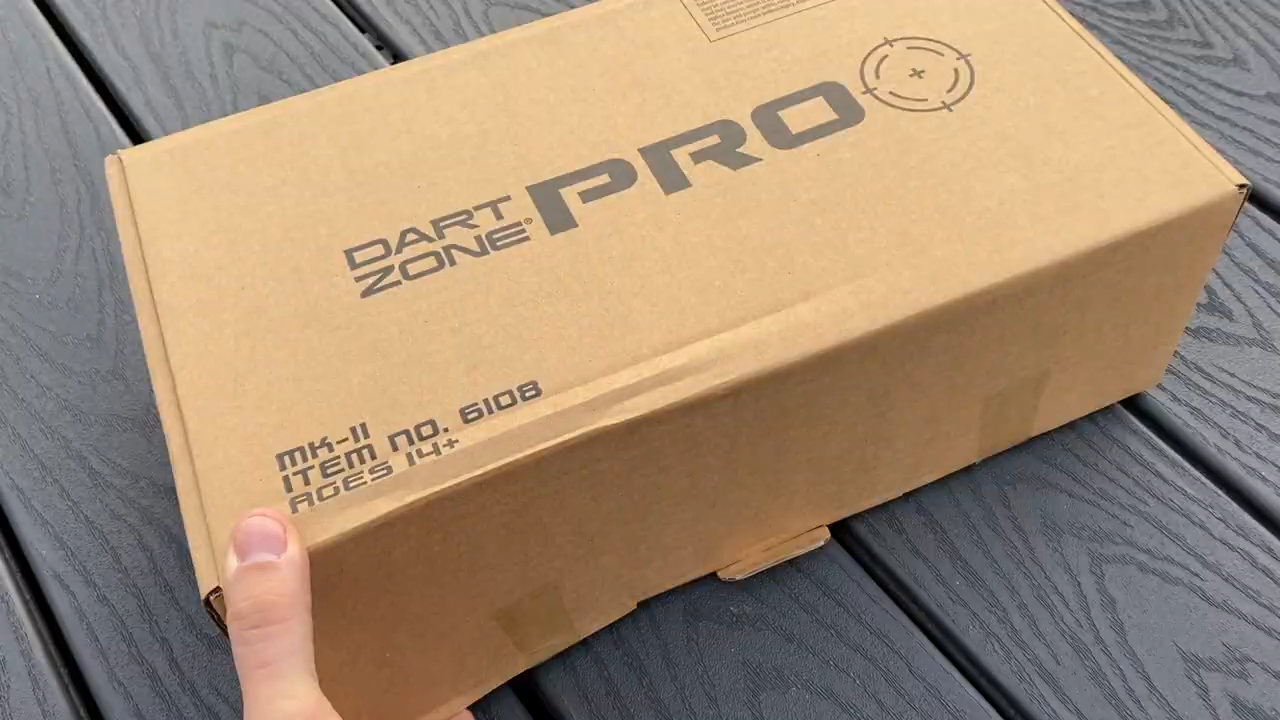 DART
ZONE®
PRO
MK-II
ITEM NO. 6108
AGES 14+